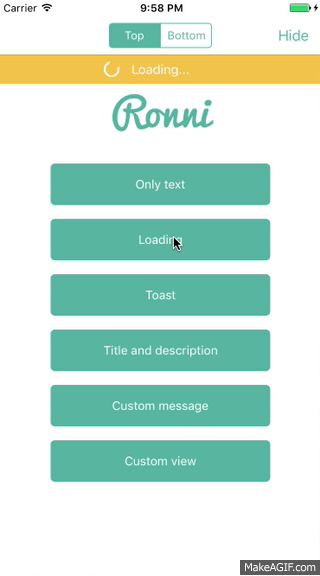 Carrier 9:58 PM
Top Bottom Hide
Loading...
Ronni
Only text
Loading
Toast
Title and description
Custom message
Custom view
MakeAGIF.com